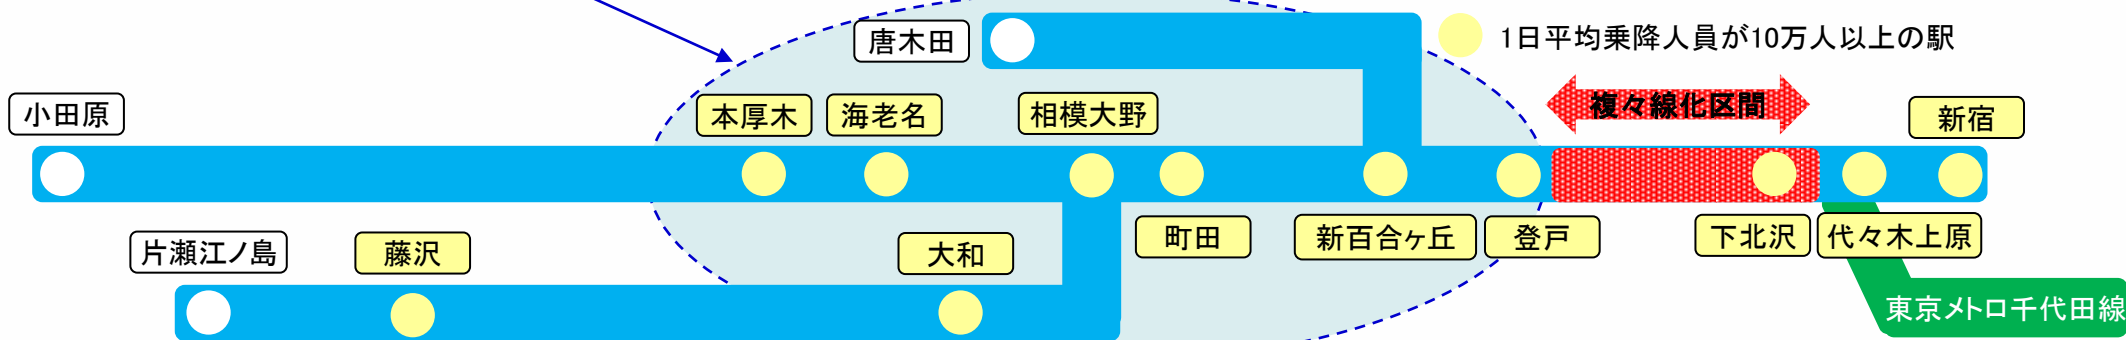 唐木田
1日平均乗降人員が10万人以上の駅
小田原
本厚木
海老名
相模大野
複々線化区間
新宿
片瀬江ノ島
藤沢
大和
町田
新百合ヶ丘
登戸
下北沢
代々木上原
東京メトロ千代田線